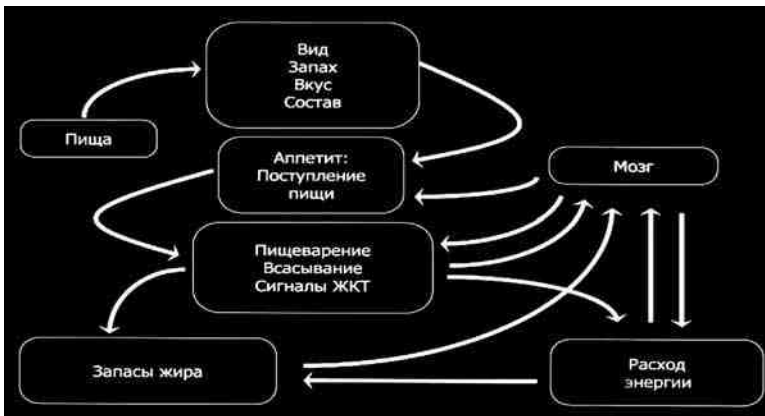 Вид
Запах
Вкус
Состав
Пища
Аппетит:
Поступление
пищи
Мозг
Пищеварение
Всасывание
Сигналы ЖКТ
Запасы жира
Расход
энергии